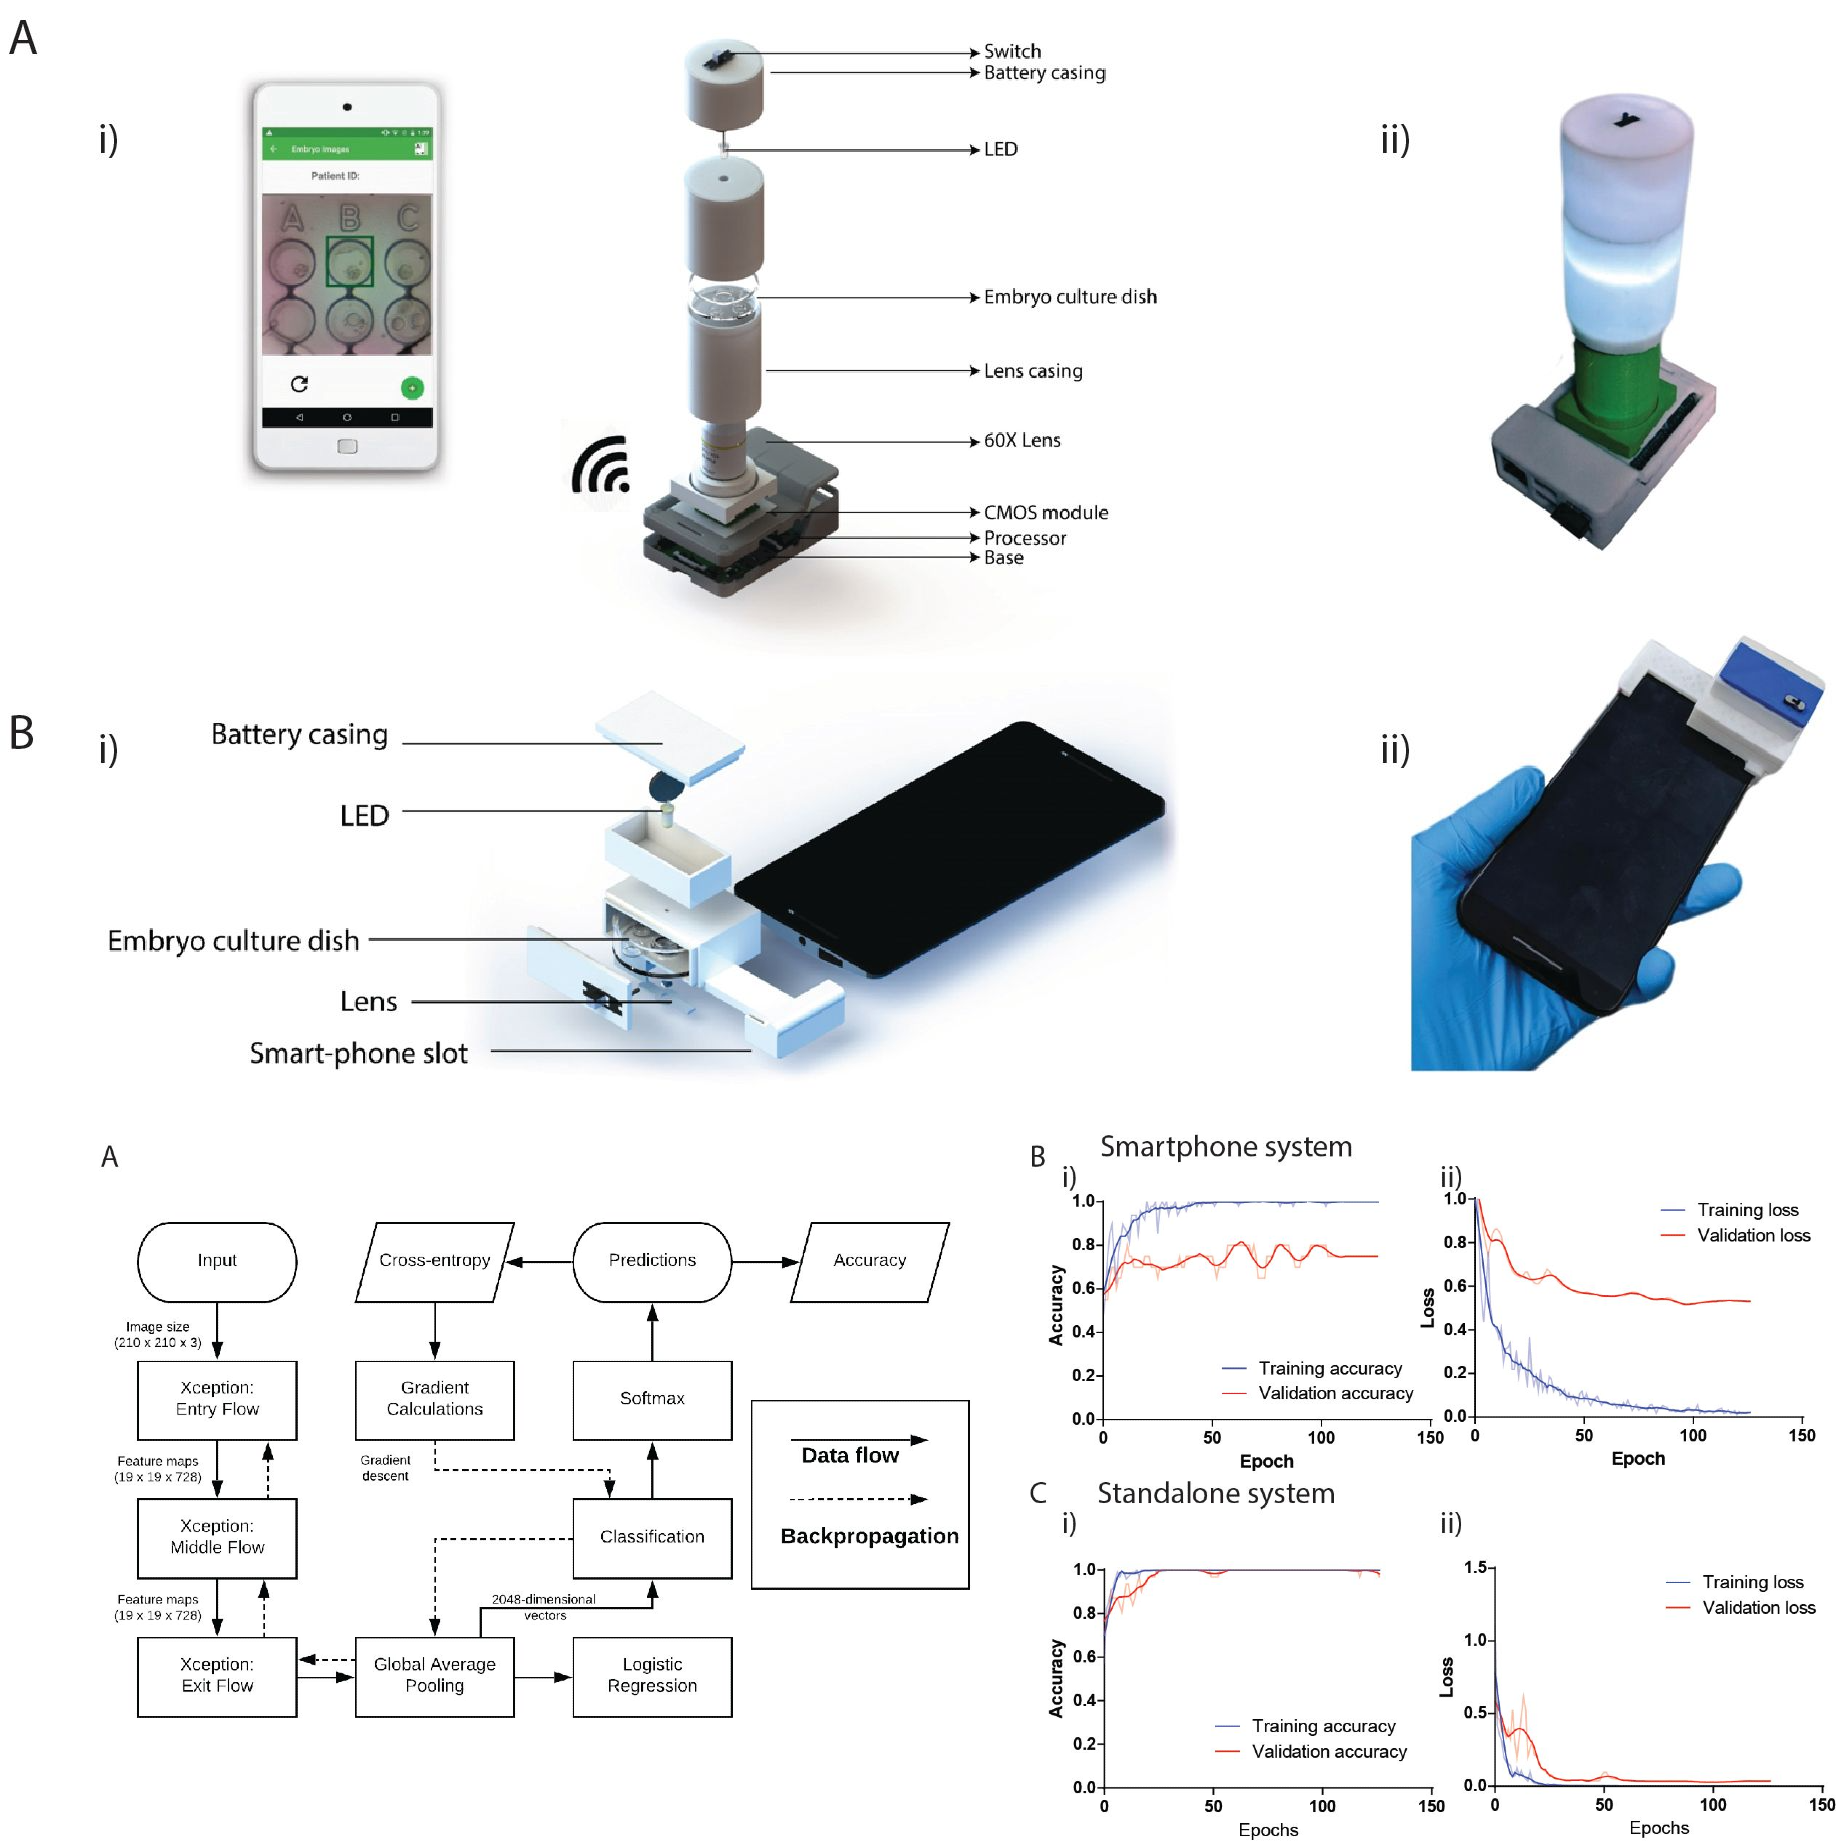 A
i)
Embryo Images
Patient ID:
A B C
Switch
Battery casing
LED
Embryo culture dish
Lens casing
60X Lens
CMOS module
Processor
Base
ii)
B
i)
Battery casing
LED
Embryo culture dish
Lens
Smart-phone slot
ii)
A
Input
Cross-entropy
Predictions
Accuracy
Image size
(210 x 210 x 3)
Xception:
Entry Flow
Gradient
Calculations
Softmax
Feature maps
(19 x 19 x 728)
Gradient
descent
Data flow
Backpropagation
Xception:
Middle Flow
Classification
Feature maps
(19 x 19 x 728)
2048-dimensional
vectors
Xception:
Exit Flow
Global Average
Pooling
Logistic
Regression
B Smartphone system
i)
1.0
0.8
0.6
0.4
0.2
0.0
Accuracy
Training accuracy
Validation accuracy
0 50 100 150
Epoch
ii)
1.0
0.8
0.6
0.4
0.2
0.0
Loss
Training loss
Validation loss
0 50 100 150
Epoch
C Standalone system
i)
1.0
0.8
0.6
0.4
0.2
0.0
Accuracy
Training accuracy
Validation accuracy
0 50 100 150
Epochs
ii)
1.5
1.0
0.5
0.0
Loss
Training loss
Validation loss
0 50 100 150
Epochs